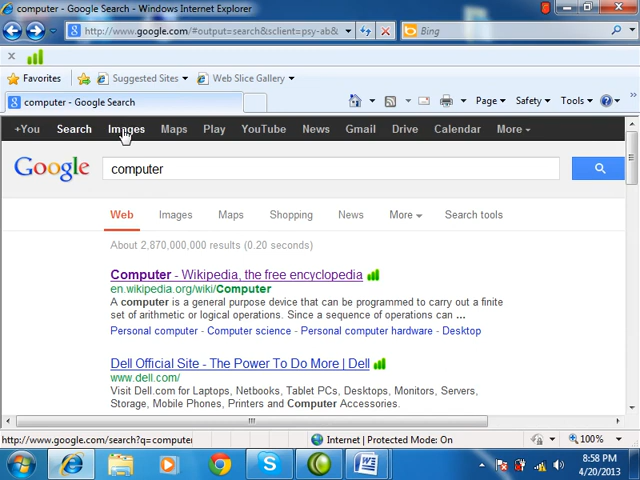 computer - Google Search - Windows Internet Explorer
http://www.google.com/#output=search&sclient=psy-ab&
Bing
Favorites Suggested Sites Web Slice Gallery
computer - Google Search
Page Safety Tools
+You Search Images Maps Play YouTube News Gmail Drive Calendar More
Google computer
Web Images Maps Shopping News More Search tools
About 2,870,000,000 results (0.20 seconds)
Computer - Wikipedia, the free encyclopedia
en.wikipedia.org/wiki/Computer
A computer is a general purpose device that can be programmed to carry out a finite
set of arithmetic or logical operations. Since a sequence of operations can ...
Personal computer - Computer science - Personal computer hardware - Desktop
Dell Official Site - The Power To Do More | Dell
www.dell.com/
Visit Dell.com for Laptops, Netbooks, Tablet PCs, Desktops, Monitors, Servers,
Storage, Mobile Phones, Printers and Computer Accessories.
http://www.google.com/search?q=compute
Internet | Protected Mode: On
100%
8:58 PM
4/20/2013